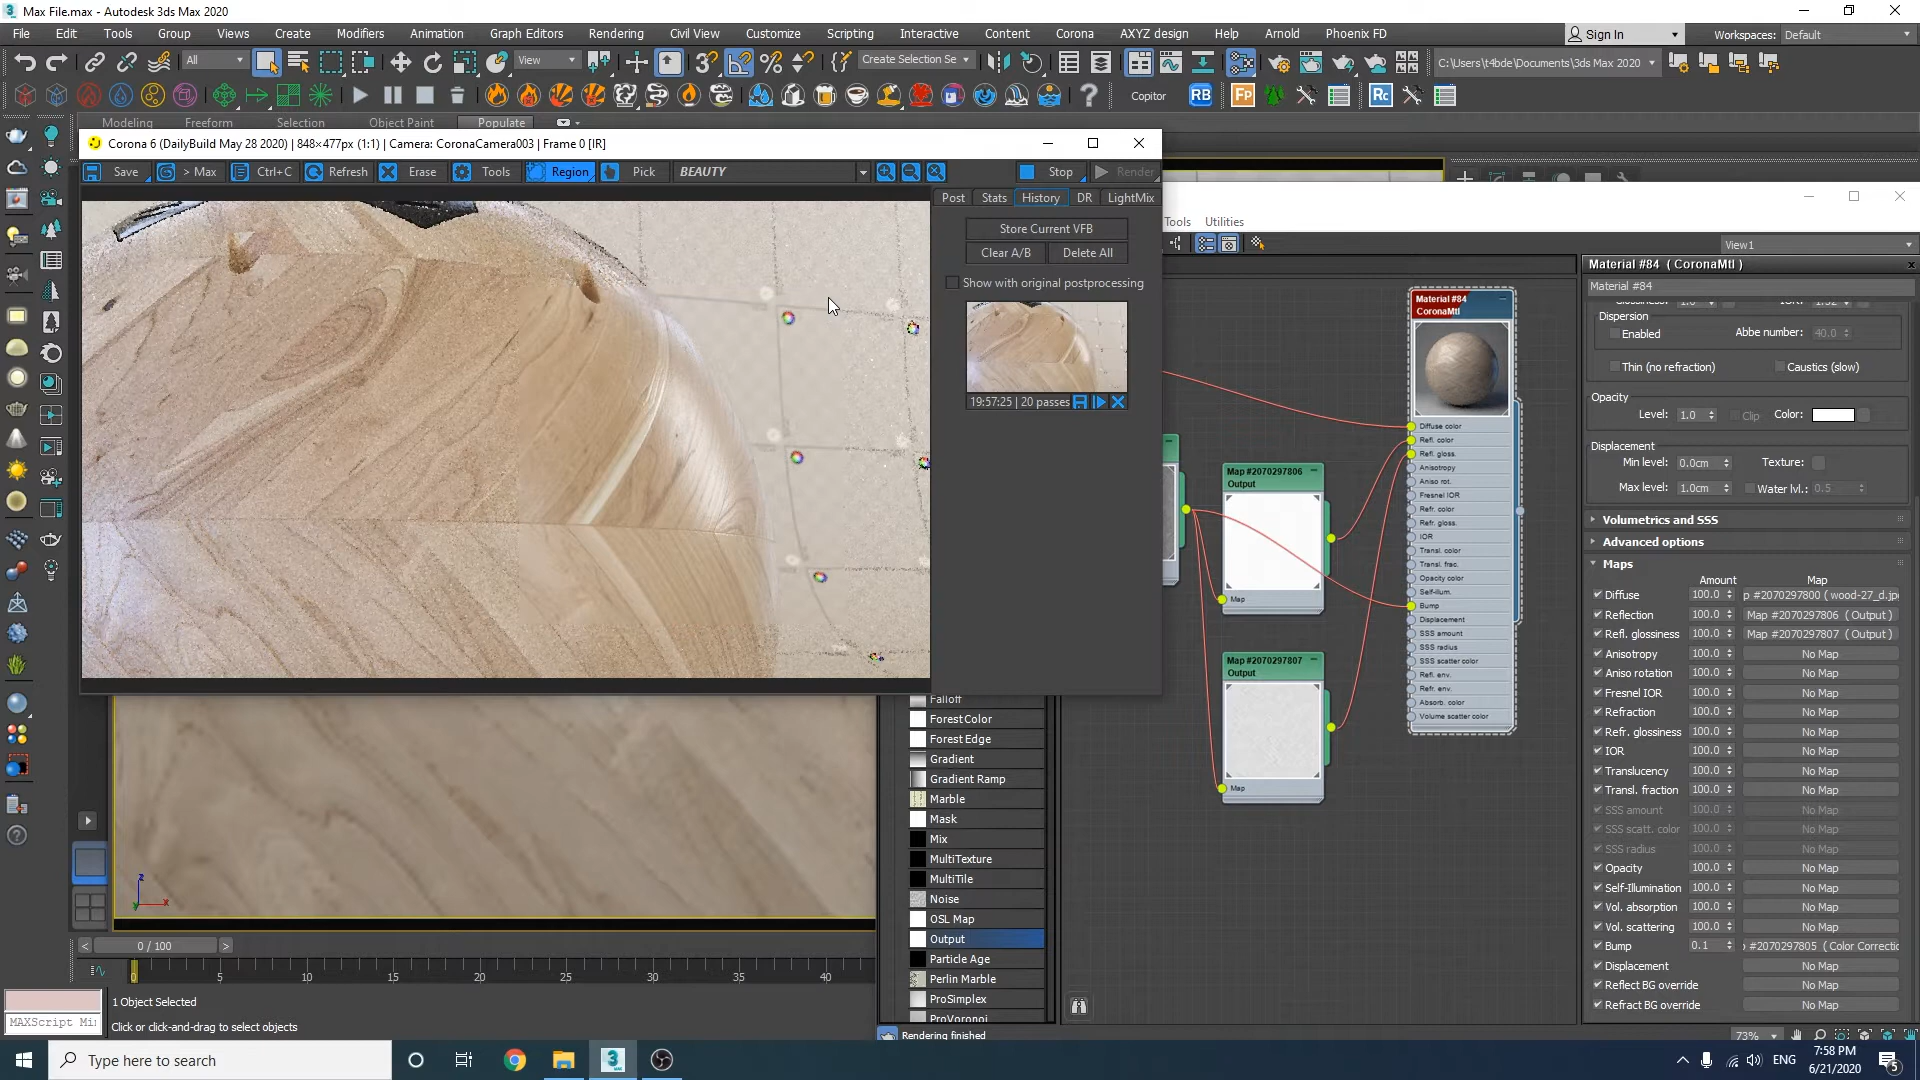 Max File.max - Autodesk 3ds Max 2020
File Edit Tools Group Views Create Modifiers Animation Graph Editors Rendering Civil View Customize Scripting Interactive Content Corona AXYZ design Help Arnold Phoenix FD
Sign In
Workspaces: Default
All
View
Create Selection Se
C:\Users\t4bde\Documents\3ds Max 2020
Copitor
RB
Rc
Modeling Freeform Selection Object Paint Populate
Corona 6 (DailyBuild May 28 2020) | 848×477px (1:1) | Camera: CoronaCamera003 | Frame 0 [IR]
Save > Max Ctrl+C Refresh Erase Tools Region Pick BEAUTY Stop Render
Post Stats History DR LightMix
Store Current VFB
Clear A/B Delete All
Show with original postprocessing
19:57:25 | 20 passes
Tools Utilities
View1
Material #84 ( CoronaMtl )
Material #84
Dispersion
Enabled Abbe number: 40.0
Thin (no refraction) Caustics (slow)
Opacity
Level: 1.0 Clip Color:
Displacement
Min level: 0.0cm Texture:
Max level: 1.0cm Water lvl.: 0.5
Volumetrics and SSS
Advanced options
Maps
Amount Map
Diffuse 100.0 p #2070297800 ( wood-27_d.jpg
Reflection 100.0 Map #2070297806 ( Output )
Refl. glossiness 100.0 Map #2070297807 ( Output )
Anisotropy 100.0 No Map
Aniso rotation 100.0 No Map
Fresnel IOR 100.0 No Map
Refraction 100.0 No Map
Refr. glossiness 100.0 No Map
IOR 100.0 No Map
Translucency 100.0 No Map
Transl. fraction 100.0 No Map
SSS amount 100.0 No Map
SSS scatt. color 100.0 No Map
SSS radius 100.0 No Map
Opacity 100.0 No Map
Self-Illumination 100.0 No Map
Vol. absorption 100.0 No Map
Vol. scattering 100.0 No Map
Bump 0.1 #2070297805 ( Color Correctic
Displacement 100.0 No Map
Reflect BG override 100.0 No Map
Refract BG override 100.0 No Map
Material #84
CoronaMtl
Diffuse color
Refl. color
Refl. gloss.
Anisotropy
Aniso rot.
Fresnel IOR
Refr. color
Refr. gloss.
IOR
Transl. color
Transl. frac.
Opacity color
Self-illum.
Bump
Displacement
SSS amount
SSS radius
SSS scatter color
Refl. env.
Refr. env.
Absorb. color
Volume scatter color
Map #2070297806
Output
Map
Map #2070297807
Output
Map
Falloff
ForestColor
Forest Edge
Gradient
Gradient Ramp
Marble
Mask
Mix
MultiTexture
MultiTile
Noise
OSL Map
Output
Particle Age
Perlin Marble
ProSimplex
ProVoronoi
Rendering finished
73%
z
x
< 0 / 100 >
0 5 10 15 20 25 30 35 40
1 Object Selected
MAXScript Mi
Click or click-and-drag to select objects
Type here to search
ENG
7:58 PM
6/21/2020
5